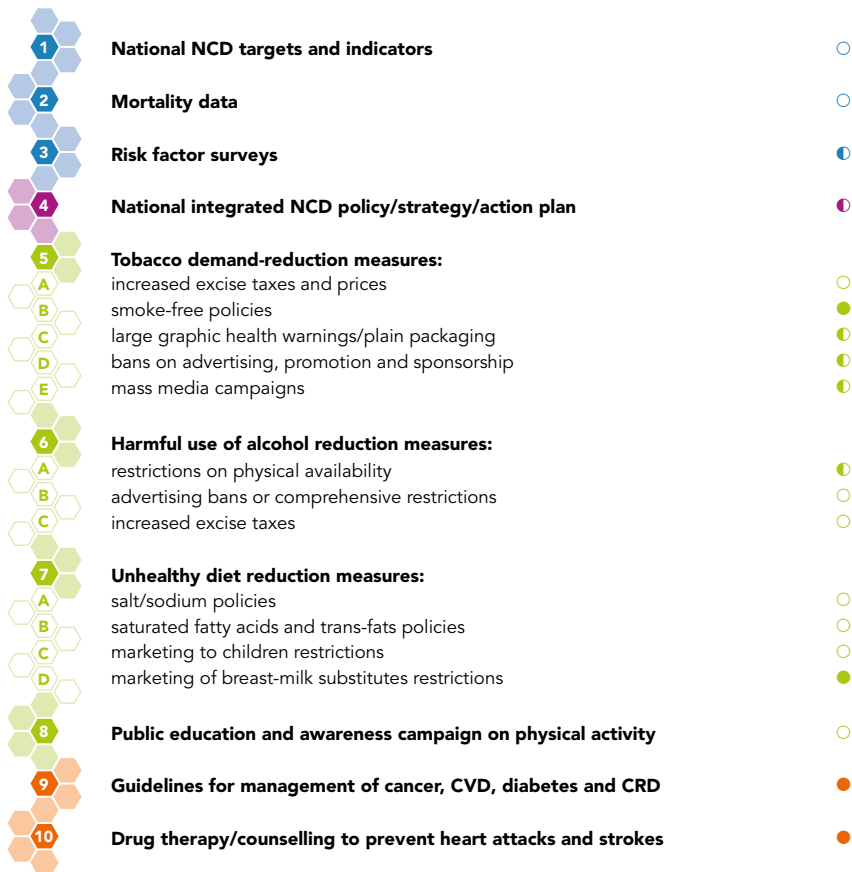 1 National NCD targets and indicators
2 Mortality data
3 Risk factor surveys
4 National integrated NCD policy/strategy/action plan
5 Tobacco demand-reduction measures:
A increased excise taxes and prices
B smoke-free policies
C large graphic health warnings/plain packaging
D bans on advertising, promotion and sponsorship
E mass media campaigns
6 Harmful use of alcohol reduction measures:
A restrictions on physical availability
B advertising bans or comprehensive restrictions
C increased excise taxes
7 Unhealthy diet reduction measures:
A salt/sodium policies
B saturated fatty acids and trans-fats policies
C marketing to children restrictions
D marketing of breast-milk substitutes restrictions
8 Public education and awareness campaign on physical activity
9 Guidelines for management of cancer, CVD, diabetes and CRD
10 Drug therapy/counselling to prevent heart attacks and strokes